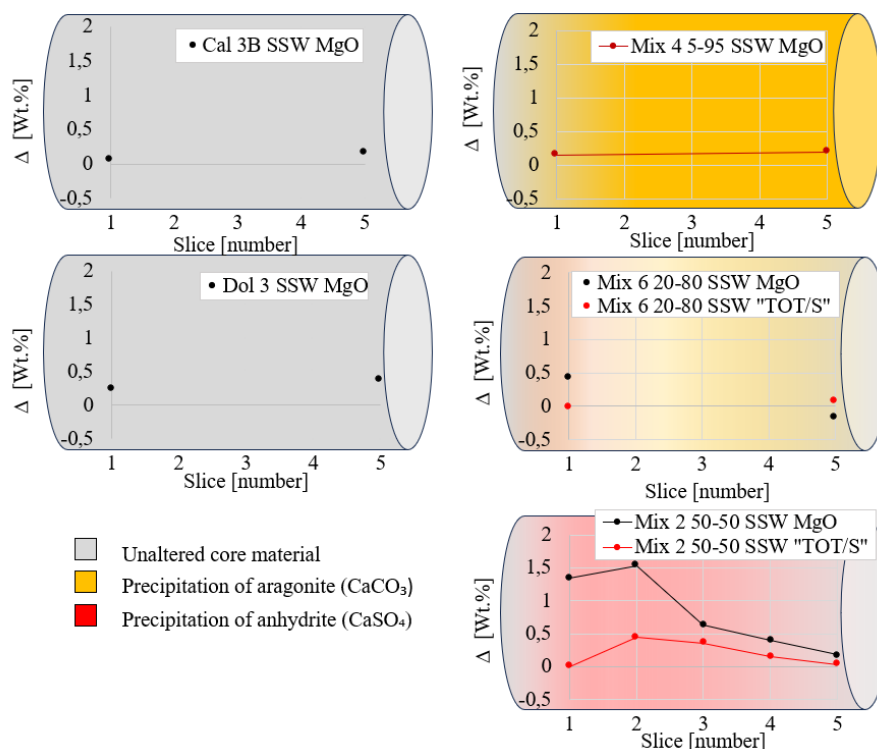 2
1,5
1
0,5
0
-0,5
Δ [Wt.%]
• Cal 3B SSW MgO
1 2 3 4 5
Slice [number]
2
1,5
1
0,5
0
-0,5
Δ [Wt.%]
Mix 4 5-95 SSW MgO
1 2 3 4 5
Slice [number]
2
1,5
1
0,5
0
-0,5
Δ [Wt.%]
• Dol 3 SSW MgO
1 2 3 4 5
Slice [number]
2
1,5
1
0,5
0
-0,5
Δ [Wt.%]
• Mix 6 20-80 SSW MgO
• Mix 6 20-80 SSW "TOT/S"
1 2 3 4 5
Slice [number]
Unaltered core material
Precipitation of aragonite (CaCO₃)
Precipitation of anhydrite (CaSO₄)
2
1,5
1
0,5
0
-0,5
Δ [Wt.%]
Mix 2 50-50 SSW MgO
Mix 2 50-50 SSW "TOT/S"
1 2 3 4 5
Slice [number]